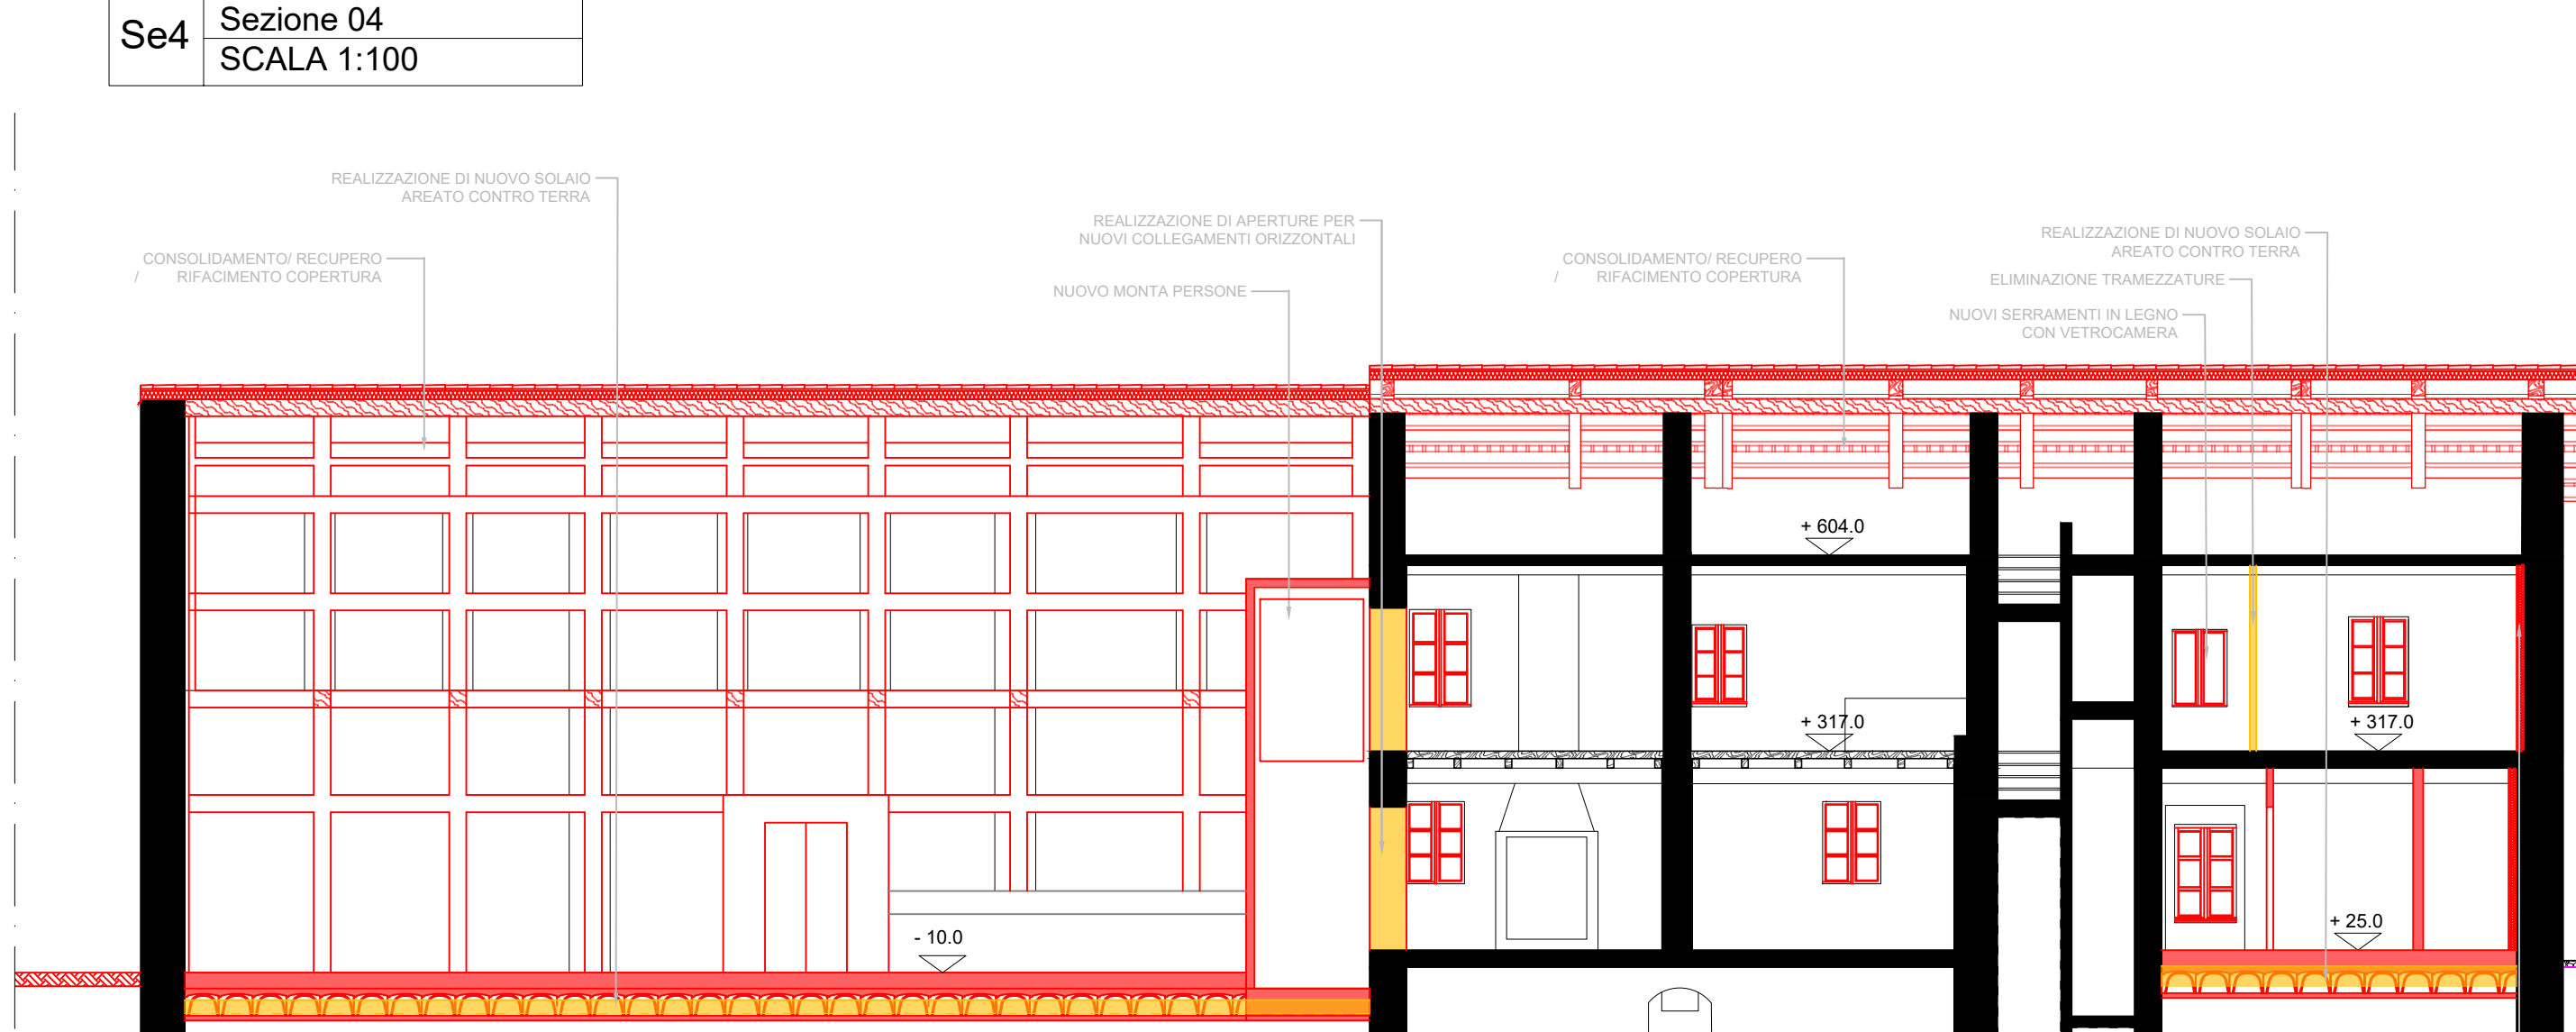 Se4
Sezione 04
SCALA 1:100
REALIZZAZIONE DI NUOVO SOLAIO
AREATO CONTRO TERRA
CONSOLIDAMENTO/ RECUPERO
/ RIFACIMENTO COPERTURA
REALIZZAZIONE DI APERTURE PER
NUOVI COLLEGAMENTI ORIZZONTALI
NUOVO MONTA PERSONE
CONSOLIDAMENTO/ RECUPERO
/ RIFACIMENTO COPERTURA
REALIZZAZIONE DI NUOVO SOLAIO
AREATO CONTRO TERRA
ELIMINAZIONE TRAMEZZATURE
NUOVI SERRAMENTI IN LEGNO
CON VETROCAMERA
+ 604.0
+ 317.0
+ 317.0
+ 25.0
- 10.0